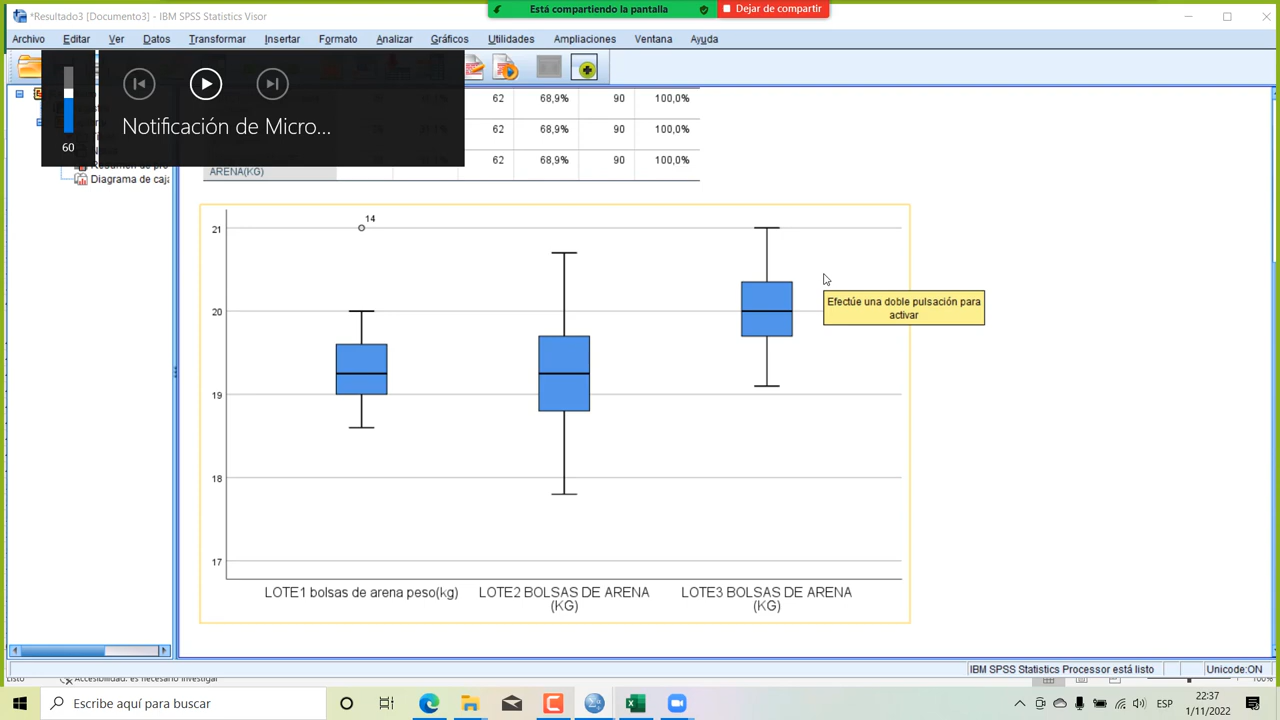 *Resultado3 [Documento3] - IBM SPSS Statistics Visor
Está compartiendo la pantalla
Dejar de compartir
Archivo Editar Ver Datos Transformar Insertar Formato Analizar Gráficos Utilidades Ampliaciones Ventana Ayuda
Notificación de Micro...
60
62 68,9% 90 100,0%
62 68,9% 90 100,0%
62 68,9% 90 100,0%
ARENA(KG)
Diagrama de caja
14
21
20
19
18
17
Efectúe una doble pulsación para
activar
LOTE1 bolsas de arena peso(kg)
LOTE2 BOLSAS DE ARENA
(KG)
LOTE3 BOLSAS DE ARENA
(KG)
IBM SPSS Statistics Processor está listo
Unicode:ON
Accesibilidad: es necesario investigar
100%
Escribe aquí para buscar
ESP
22:37
1/11/2022